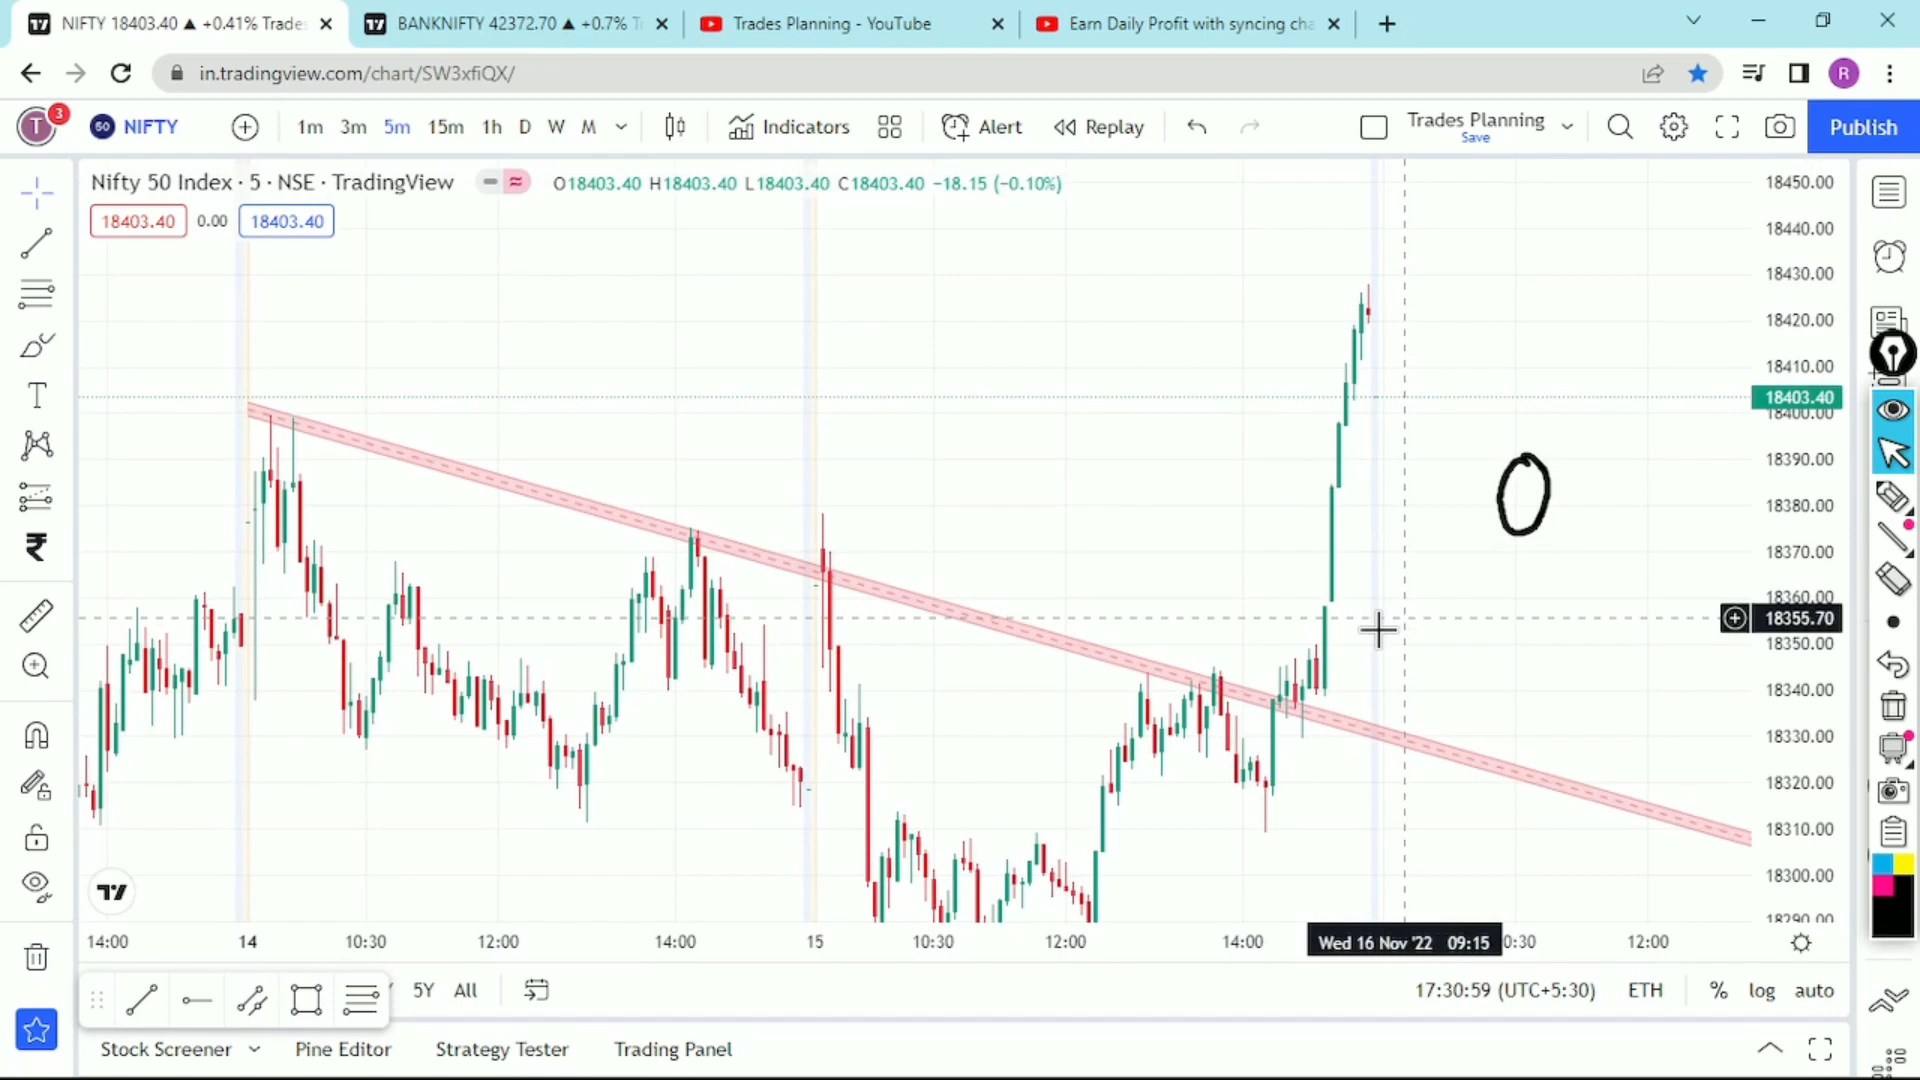 NIFTY 18403.40 ▲ +0.41% Trades
BANKNIFTY 42372.70 ▲ +0.7% T
Trades Planning - YouTube
Earn Daily Profit with syncing cha
in.tradingview.com/chart/SW3xfiQX/
R
T
3
50 NIFTY
1m 3m 5m 15m 1h D W M
Indicators
Alert
Replay
Trades Planning
Save
Publish
Nifty 50 Index · 5 · NSE · TradingView
O18403.40 H18403.40 L18403.40 C18403.40 −18.15 (−0.10%)
18403.40 0.00 18403.40
18450.00
18440.00
18430.00
18420.00
18410.00
18403.40
18400.00
18390.00
18380.00
18370.00
18360.00
18355.70
18350.00
18340.00
18330.00
18320.00
18310.00
18300.00
18290.00
0
14:00 14 10:30 12:00 14:00 15 10:30 12:00 14:00 Wed 16 Nov '22 09:15 0:30 12:00
5Y All
17:30:59 (UTC+5:30) ETH % log auto
Stock Screener Pine Editor Strategy Tester Trading Panel